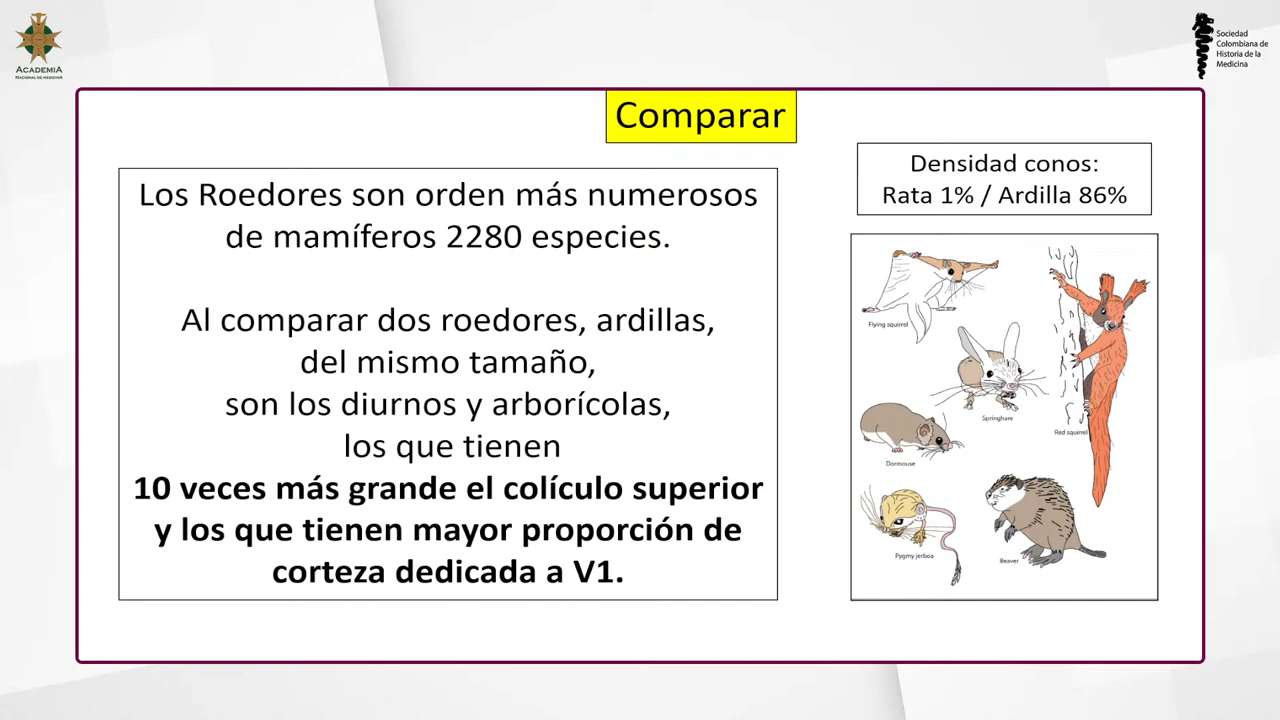 ACADEMIA
NACIONAL DE MEDICINA
Sociedad
Colombiana de
Historia de la
Medicina
Comparar
Los Roedores son orden más numerosos
de mamíferos 2280 especies.
Al comparar dos roedores, ardillas,
del mismo tamaño,
son los diurnos y arborícolas,
los que tienen
10 veces más grande el colículo superior
y los que tienen mayor proporción de
corteza dedicada a V1.
Densidad conos:
Rata 1% / Ardilla 86%
Flying squirrel
Springhare
Red squirrel
Dormouse
Pygmy jerboa
Beaver